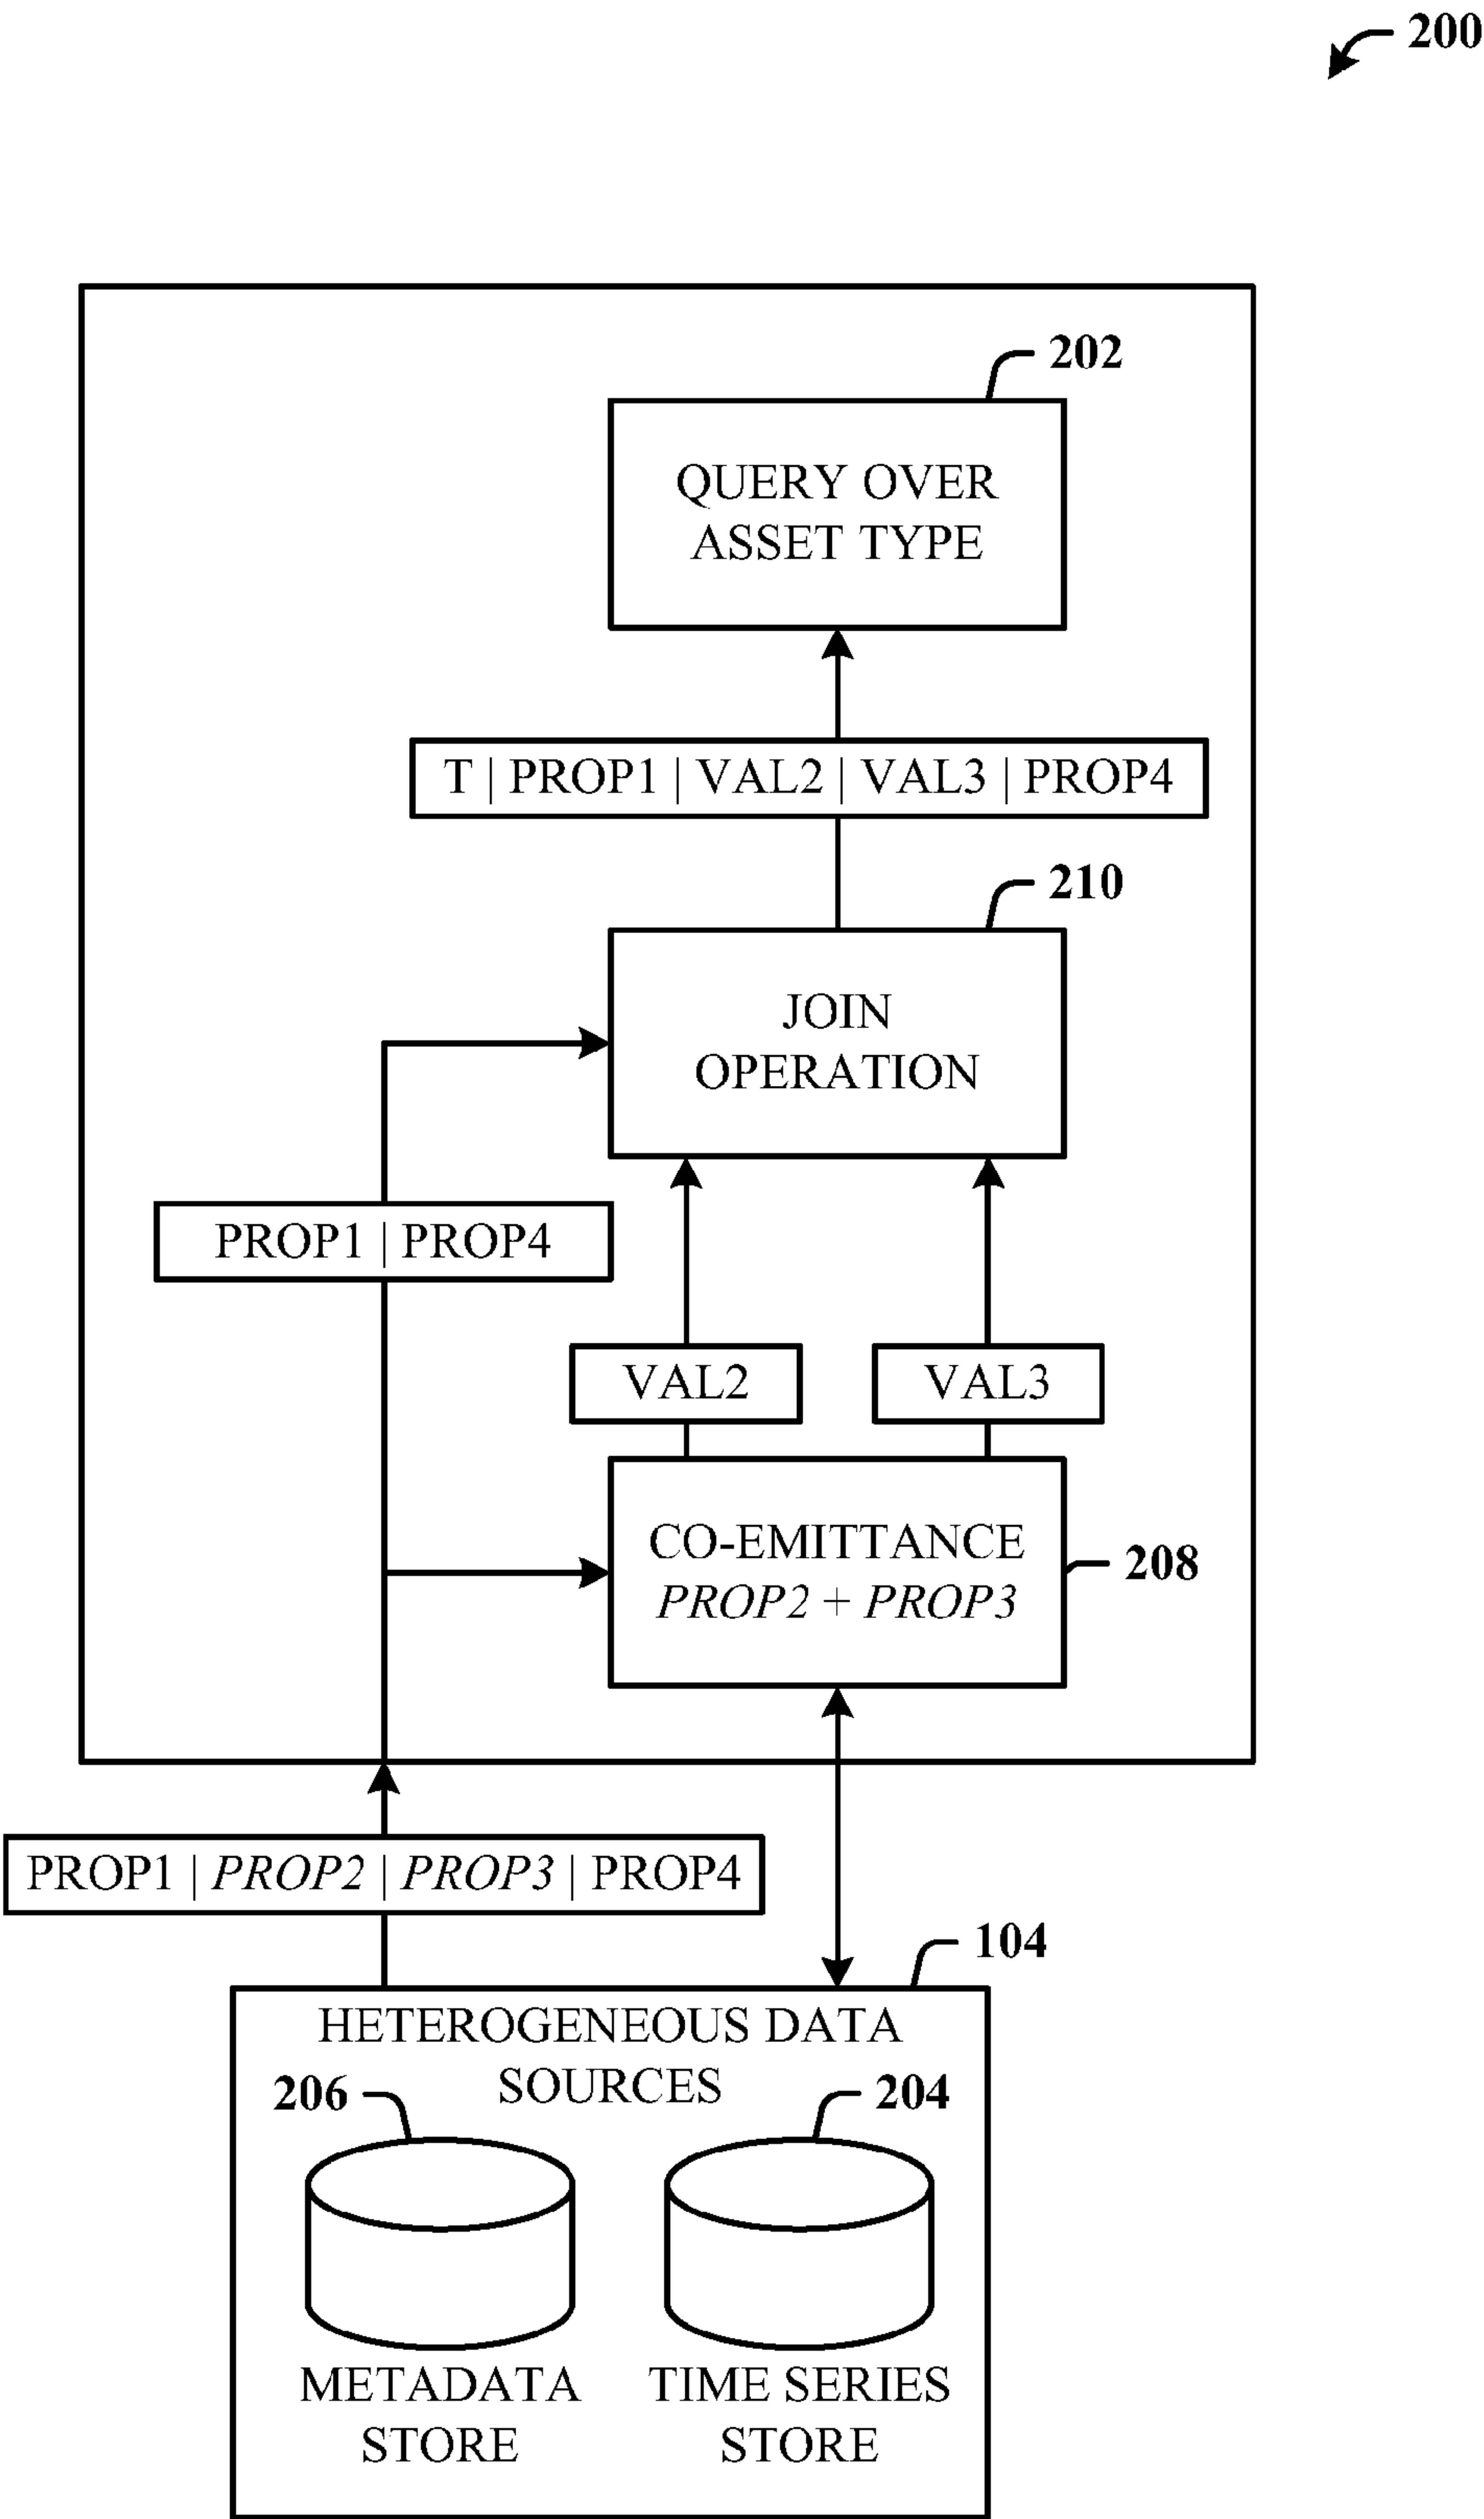 200
202
QUERY OVER
ASSET TYPE
T | PROP1 | VAL2 | VAL3 | PROP4
210
JOIN
OPERATION
PROP1 | PROP4
VAL2
VAL3
CO-EMITTANCE
PROP2 + PROP3
208
PROP1 | PROP2 | PROP3 | PROP4
104
HETEROGENEOUS DATA
SOURCES
206
204
METADATA
STORE
TIME SERIES
STORE